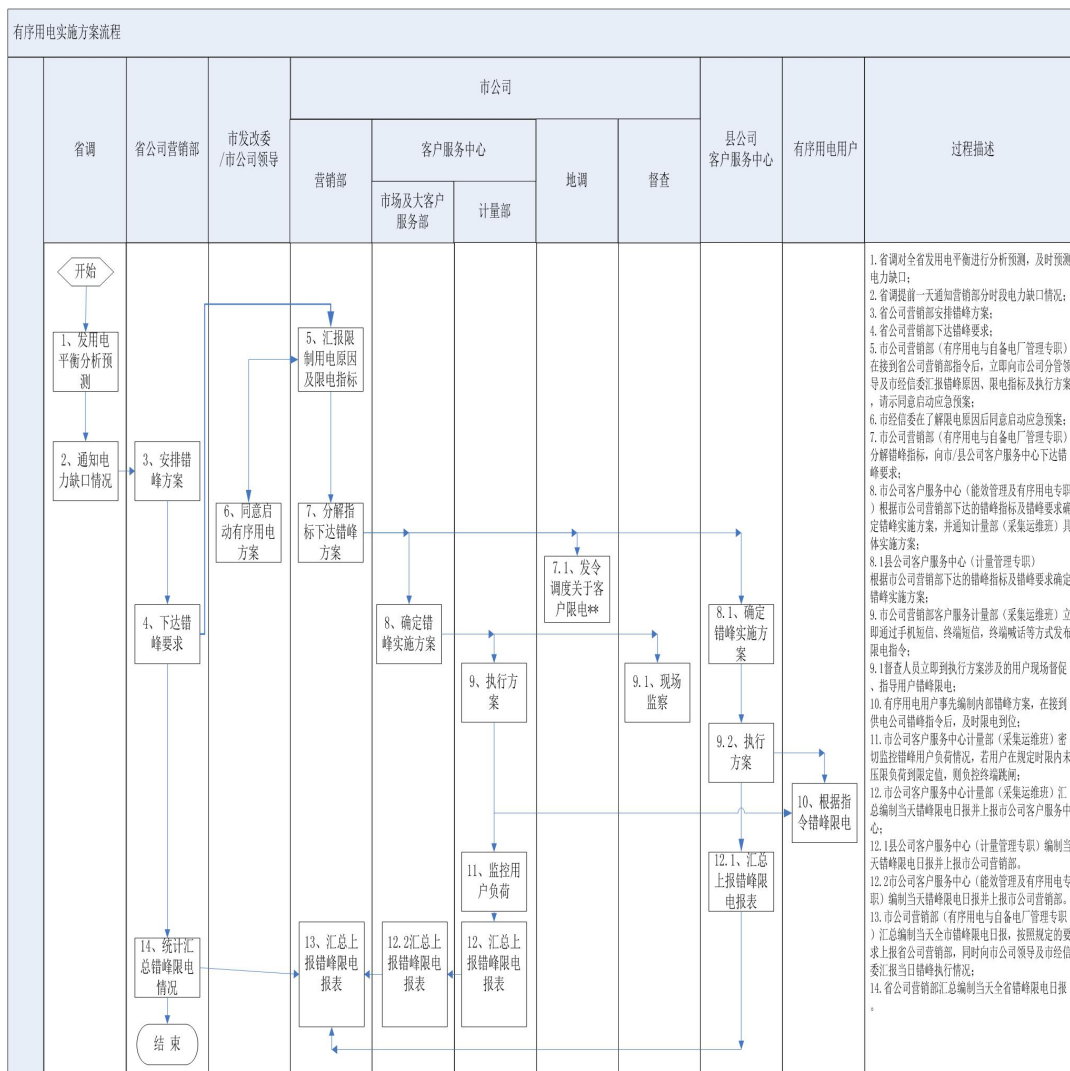 有序用电实施方案流程
市公司
省调
省公司营销部
市发改委
/市公司领导
营销部
客户服务中心
市场及大客户
服务部
计量部
地调
督查
县公司
客户服务中心
有序用电用户
过程描述
开始
1、发用电
平衡分析预
测
2、通知电
力缺口情况
3、安排错
峰方案
4、下达错
峰要求
5、汇报限
制用电原因
及限电指标
6、同意启
动有序用电
方案
7、分解指
标下达错峰
方案
7.1、发令
调度关于客
户限电**
8、确定错
峰实施方案
8.1、确定
错峰实施方
案
9、执行方
案
9.1、现场
监察
9.2、执行
方案
10、根据指
令错峰限电
11、监控用
户负荷
12.1、汇总
上报错峰限
电报表
14、统计汇
总错峰限电
情况
13、汇总上
报错峰限电
报表
12.2汇总上
报错峰限电
报表
12、汇总上
报错峰限电
报表
结 束
1.省调对全省发用电平衡进行分析预测，及时预测
电力缺口；
2.省调提前一天通知营销部分时段电力缺口情况；
3.省公司营销部安排错峰方案；
4.省公司营销部下达错峰要求；
5.市公司营销部（有序用电与自备电厂管理专职）
在接到省公司营销部指令后，立即向市公司分管领
导及市经信委汇报错峰原因、限电指标及执行方案
，请示同意启动应急预案；
6.市经信委在了解限电原因后同意启动应急预案；
7.市公司营销部（有序用电与自备电厂管理专职）
分解错峰指标，向市/县公司客户服务中心下达错
峰要求；
8.市公司客户服务中心（能效管理及有序用电专职
）根据市公司营销部下达的错峰指标及错峰要求确
定错峰实施方案，并通知计量部（采集运维班）具
体实施方案；
8.1县公司客户服务中心（计量管理专职）
根据市公司营销部下达的错峰指标及错峰要求确定
错峰实施方案；
9.市公司营销部客户服务计量部（采集运维班）立
即通过手机短信、终端短信，终端喊话等方式发布
限电指令；
9.1督查人员立即到执行方案涉及的用户现场督促
、指导用户错峰限电；
10.有序用电用户事先编制内部错峰方案，在接到
供电公司错峰指令后，及时限电到位；
11.市公司客户服务中心计量部（采集运维班）密
切监控错峰用户负荷情况，若用户在规定时限内未
压限负荷到限定值，则负控终端跳闸；
12.市公司客户服务中心计量部（采集运维班）汇
总编制当天错峰限电日报并上报市公司客户服务中
心；
12.1县公司客户服务中心（计量管理专职）编制当
天错峰限电日报并上报市公司营销部。
12.2市公司客户服务中心（能效管理及有序用电专
职）编制当天错峰限电日报并上报市公司营销部。
13.市公司营销部（有序用电与自备电厂管理专职
）汇总编制当天全市错峰限电日报，按照规定的要
求上报省公司营销部，同时向市公司领导及市经信
委汇报当日错峰执行情况；
14.省公司营销部汇总编制当天全省错峰限电日报
。